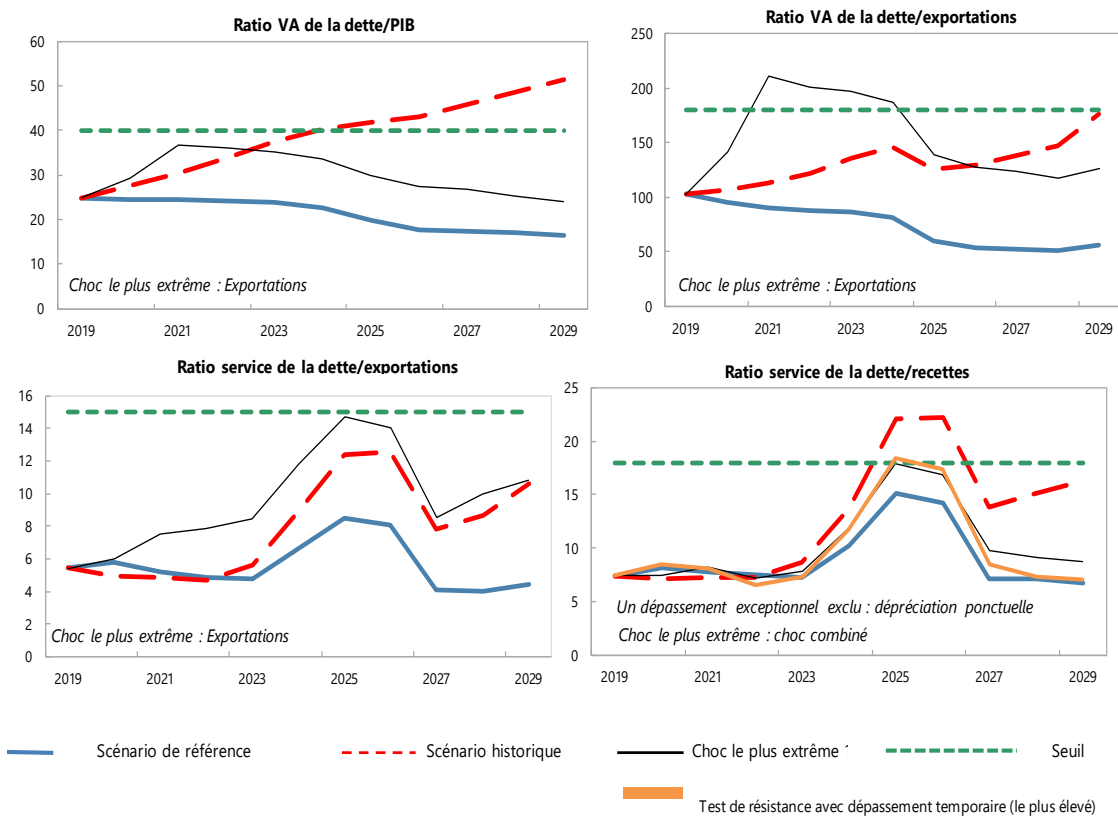 Ratio VA de la dette/PIB
60
50
40
30
20
10
0
Choc le plus extrême : Exportations
2019 2021 2023 2025 2027 2029
Ratio VA de la dette/exportations
250
200
150
100
50
0
Choc le plus extrême : Exportations
2019 2021 2023 2025 2027 2029
Ratio service de la dette/exportations
16
14
12
10
8
6
4
2
0
Choc le plus extrême : Exportations
2019 2021 2023 2025 2027 2029
Ratio service de la dette/recettes
25
20
15
10
5
0
Un dépassement exceptionnel exclu : dépréciation ponctuelle
Choc le plus extrême : choc combiné
2019 2021 2023 2025 2027 2029
Scénario de référence
Scénario historique
Choc le plus extrême
Seuil
Test de résistance avec dépassement temporaire (le plus élevé)